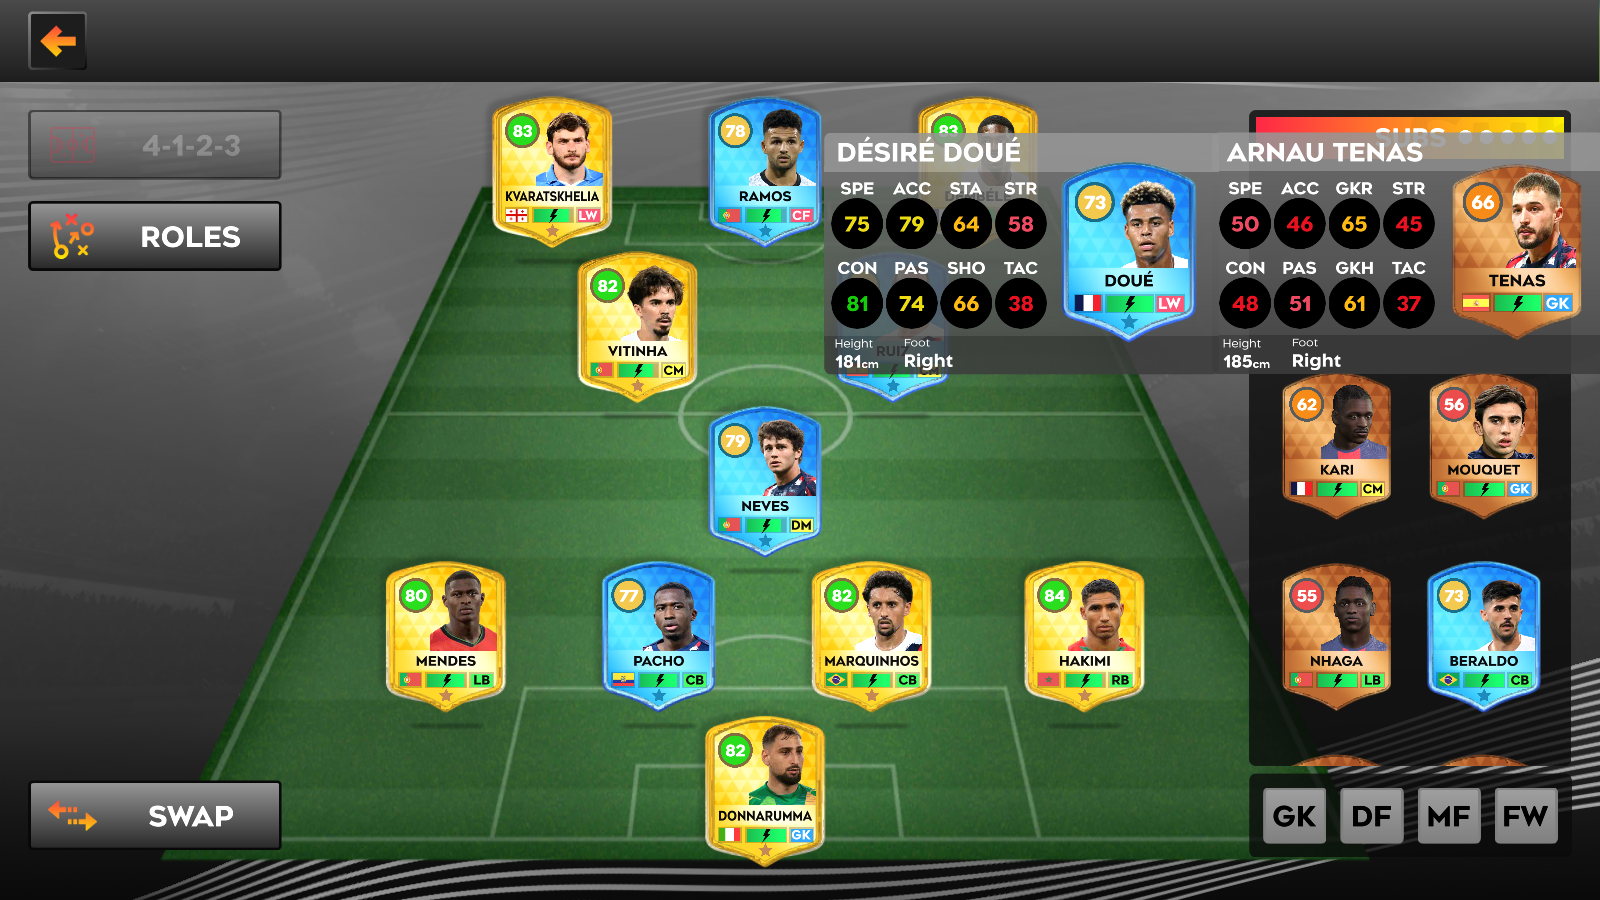 4-1-2-3
ROLES
SWAP
83
KVARATSKHELIA
LW
78
RAMOS
CF
83
DEMBÉLÉ
82
VITINHA
CM
RUIZ
79
NEVES
DM
80
MENDES
LB
77
PACHO
CB
82
MARQUINHOS
CB
84
HAKIMI
RB
82
DONNARUMMA
GK
DÉSIRÉ DOUÉ
SPE ACC STA STR
75 79 64 58
CON PAS SHO TAC
81 74 66 38
Height Foot
181cm Right
73
DOUÉ
LW
SUBS
ARNAU TENAS
SPE ACC GKR STR
50 46 65 45
CON PAS GKH TAC
48 51 61 37
Height Foot
185cm Right
66
TENAS
GK
62
KARI
CM
56
MOUQUET
GK
55
NHAGA
LB
73
BERALDO
CB
GK DF MF FW